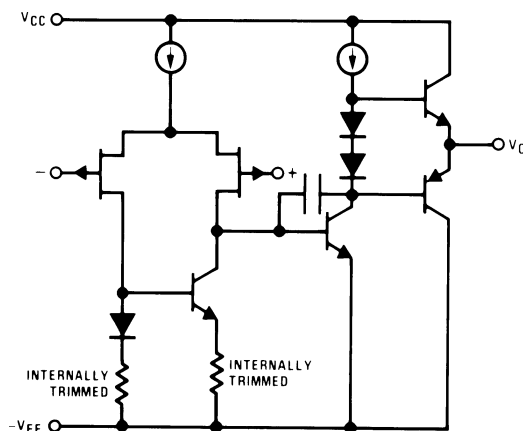 VCC
−
+
VO
INTERNALLY
TRIMMED
INTERNALLY
TRIMMED
−VEE